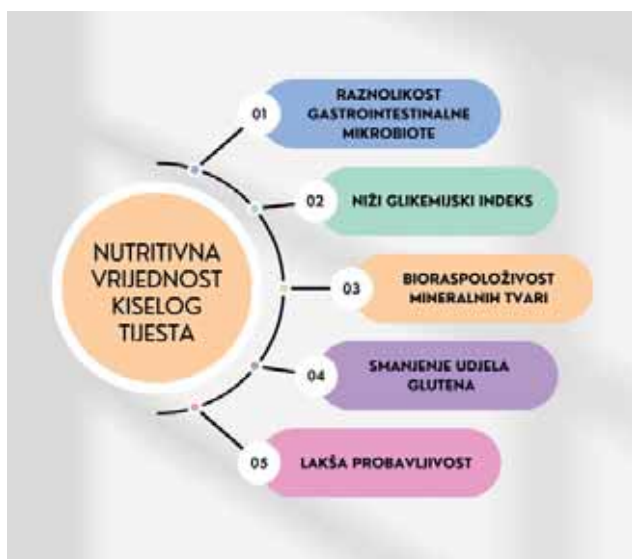 NUTRITIVNA
VRIJEDNOST
KISELOG
TIJESTA
01
RAZNOLIKOST
GASTROINTESTINALNE
MIKROBIOTE
02
NIŽI GLIKEMIJSKI INDEKS
03
BIORASPOLOŽIVOST
MINERALNIH TVARI
04
SMANJENJE UDJELA
GLUTENA
05
LAKŠA PROBAVLJIVOST